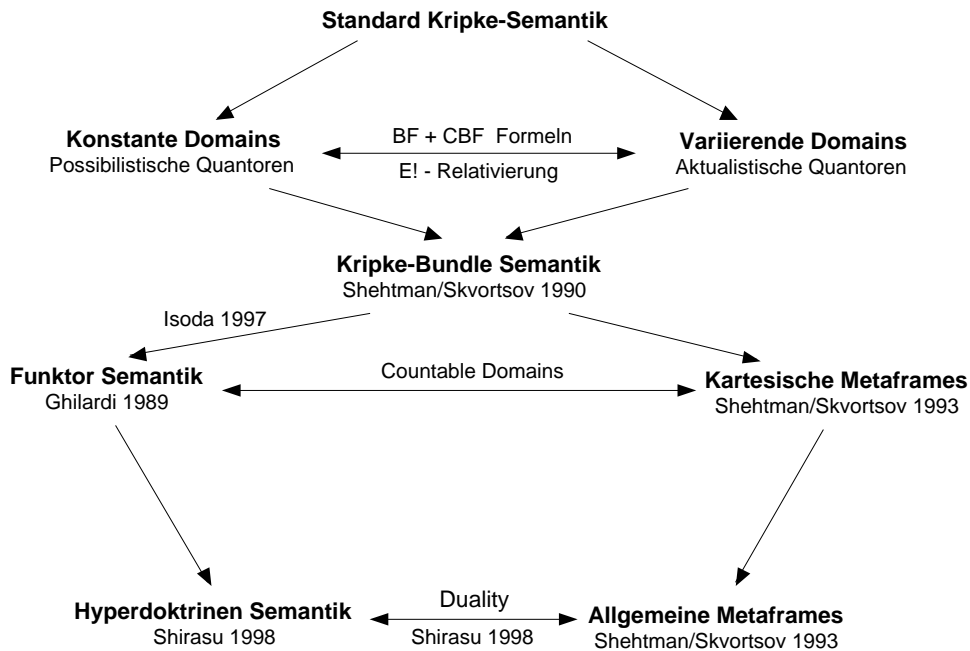 Standard Kripke-Semantik
Konstante Domains
Possibilistische Quantoren
BF + CBF Formeln
E! - Relativierung
Variierende Domains
Aktualistische Quantoren
Kripke-Bundle Semantik
Shehtman/Skvortsov 1990
Isoda 1997
Funktor Semantik
Ghilardi 1989
Countable Domains
Kartesische Metaframes
Shehtman/Skvortsov 1993
Hyperdoktrinen Semantik
Shirasu 1998
Duality
Shirasu 1998
Allgemeine Metaframes
Shehtman/Skvortsov 1993